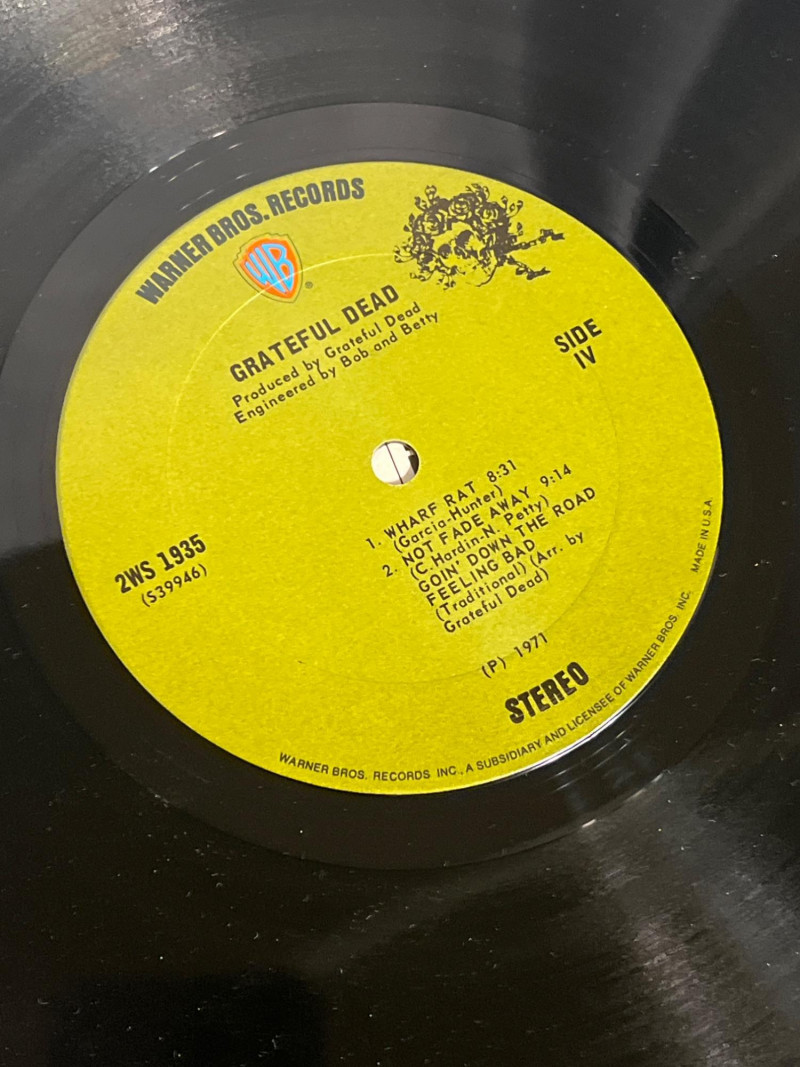 WARNER BROS. RECORDS
WB
®
GRATEFUL DEAD
Produced by Grateful Dead
Engineered by Bob and Betty
SIDE
IV
2WS 1935
(S39946)
1. WHARF RAT 8:31
(Garcia-Hunter)
2. NOT FADE AWAY 9:14
(C. Hardin-N. Petty)
GOIN' DOWN THE ROAD
FEELING BAD
(Traditional) (Arr. by
Grateful Dead)
(P) 1971
STEREO
WARNER BROS. RECORDS INC., A SUBSIDIARY AND LICENSEE OF WARNER BROS. INC. MADE IN U.S.A